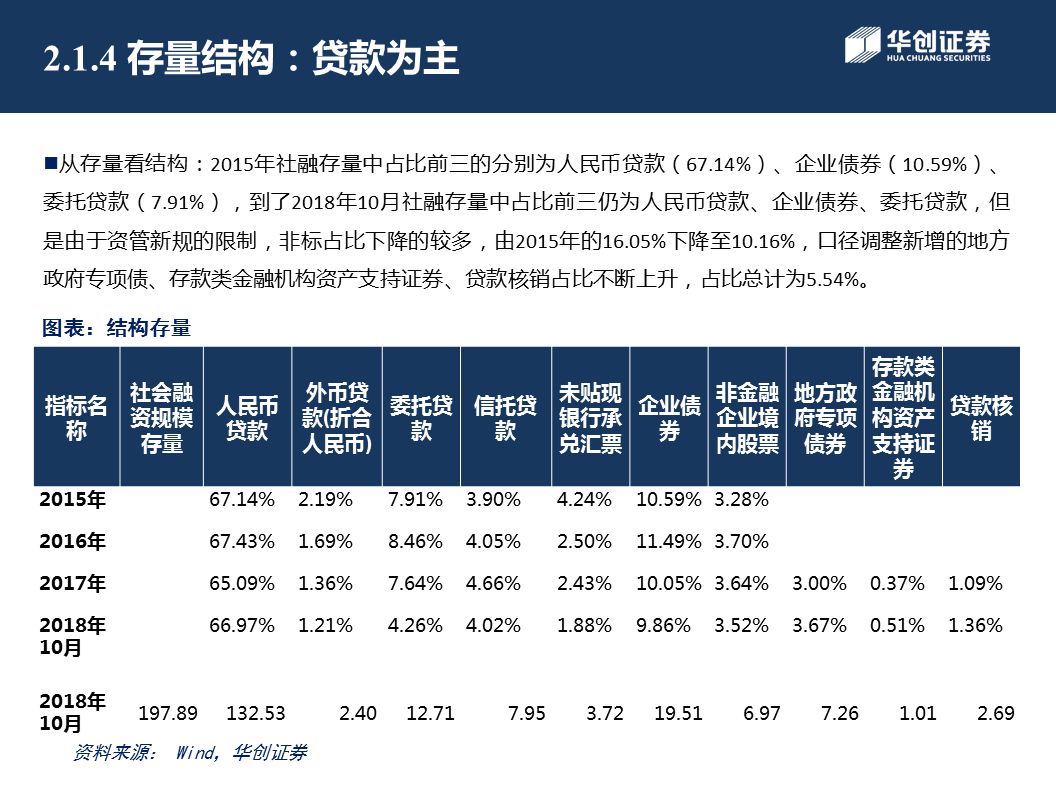 2.1.4 存量结构：贷款为主
华创证券
HUA CHUANG SECURITIES
■从存量看结构：2015年社融存量中占比前三的分别为人民币贷款（67.14%）、企业债券（10.59%）、
委托贷款（7.91%），到了2018年10月社融存量中占比前三仍为人民币贷款、企业债券、委托贷款，但
是由于资管新规的限制，非标占比下降的较多，由2015年的16.05%下降至10.16%，口径调整新增的地方
政府专项债、存款类金融机构资产支持证券、贷款核销占比不断上升，占比总计为5.54%。
图表：结构存量
指标名称 社会融资规模存量 人民币贷款 外币贷款(折合人民币) 委托贷款 信托贷款 未贴现银行承兑汇票 企业债券 非金融企业境内股票 地方政府专项债券 存款类金融机构资产支持证券 贷款核销
2015年 67.14% 2.19% 7.91% 3.90% 4.24% 10.59% 3.28%
2016年 67.43% 1.69% 8.46% 4.05% 2.50% 11.49% 3.70%
2017年 65.09% 1.36% 7.64% 4.66% 2.43% 10.05% 3.64% 3.00% 0.37% 1.09%
2018年10月 66.97% 1.21% 4.26% 4.02% 1.88% 9.86% 3.52% 3.67% 0.51% 1.36%
2018年10月 197.89 132.53 2.40 12.71 7.95 3.72 19.51 6.97 7.26 1.01 2.69
资料来源： Wind，华创证券